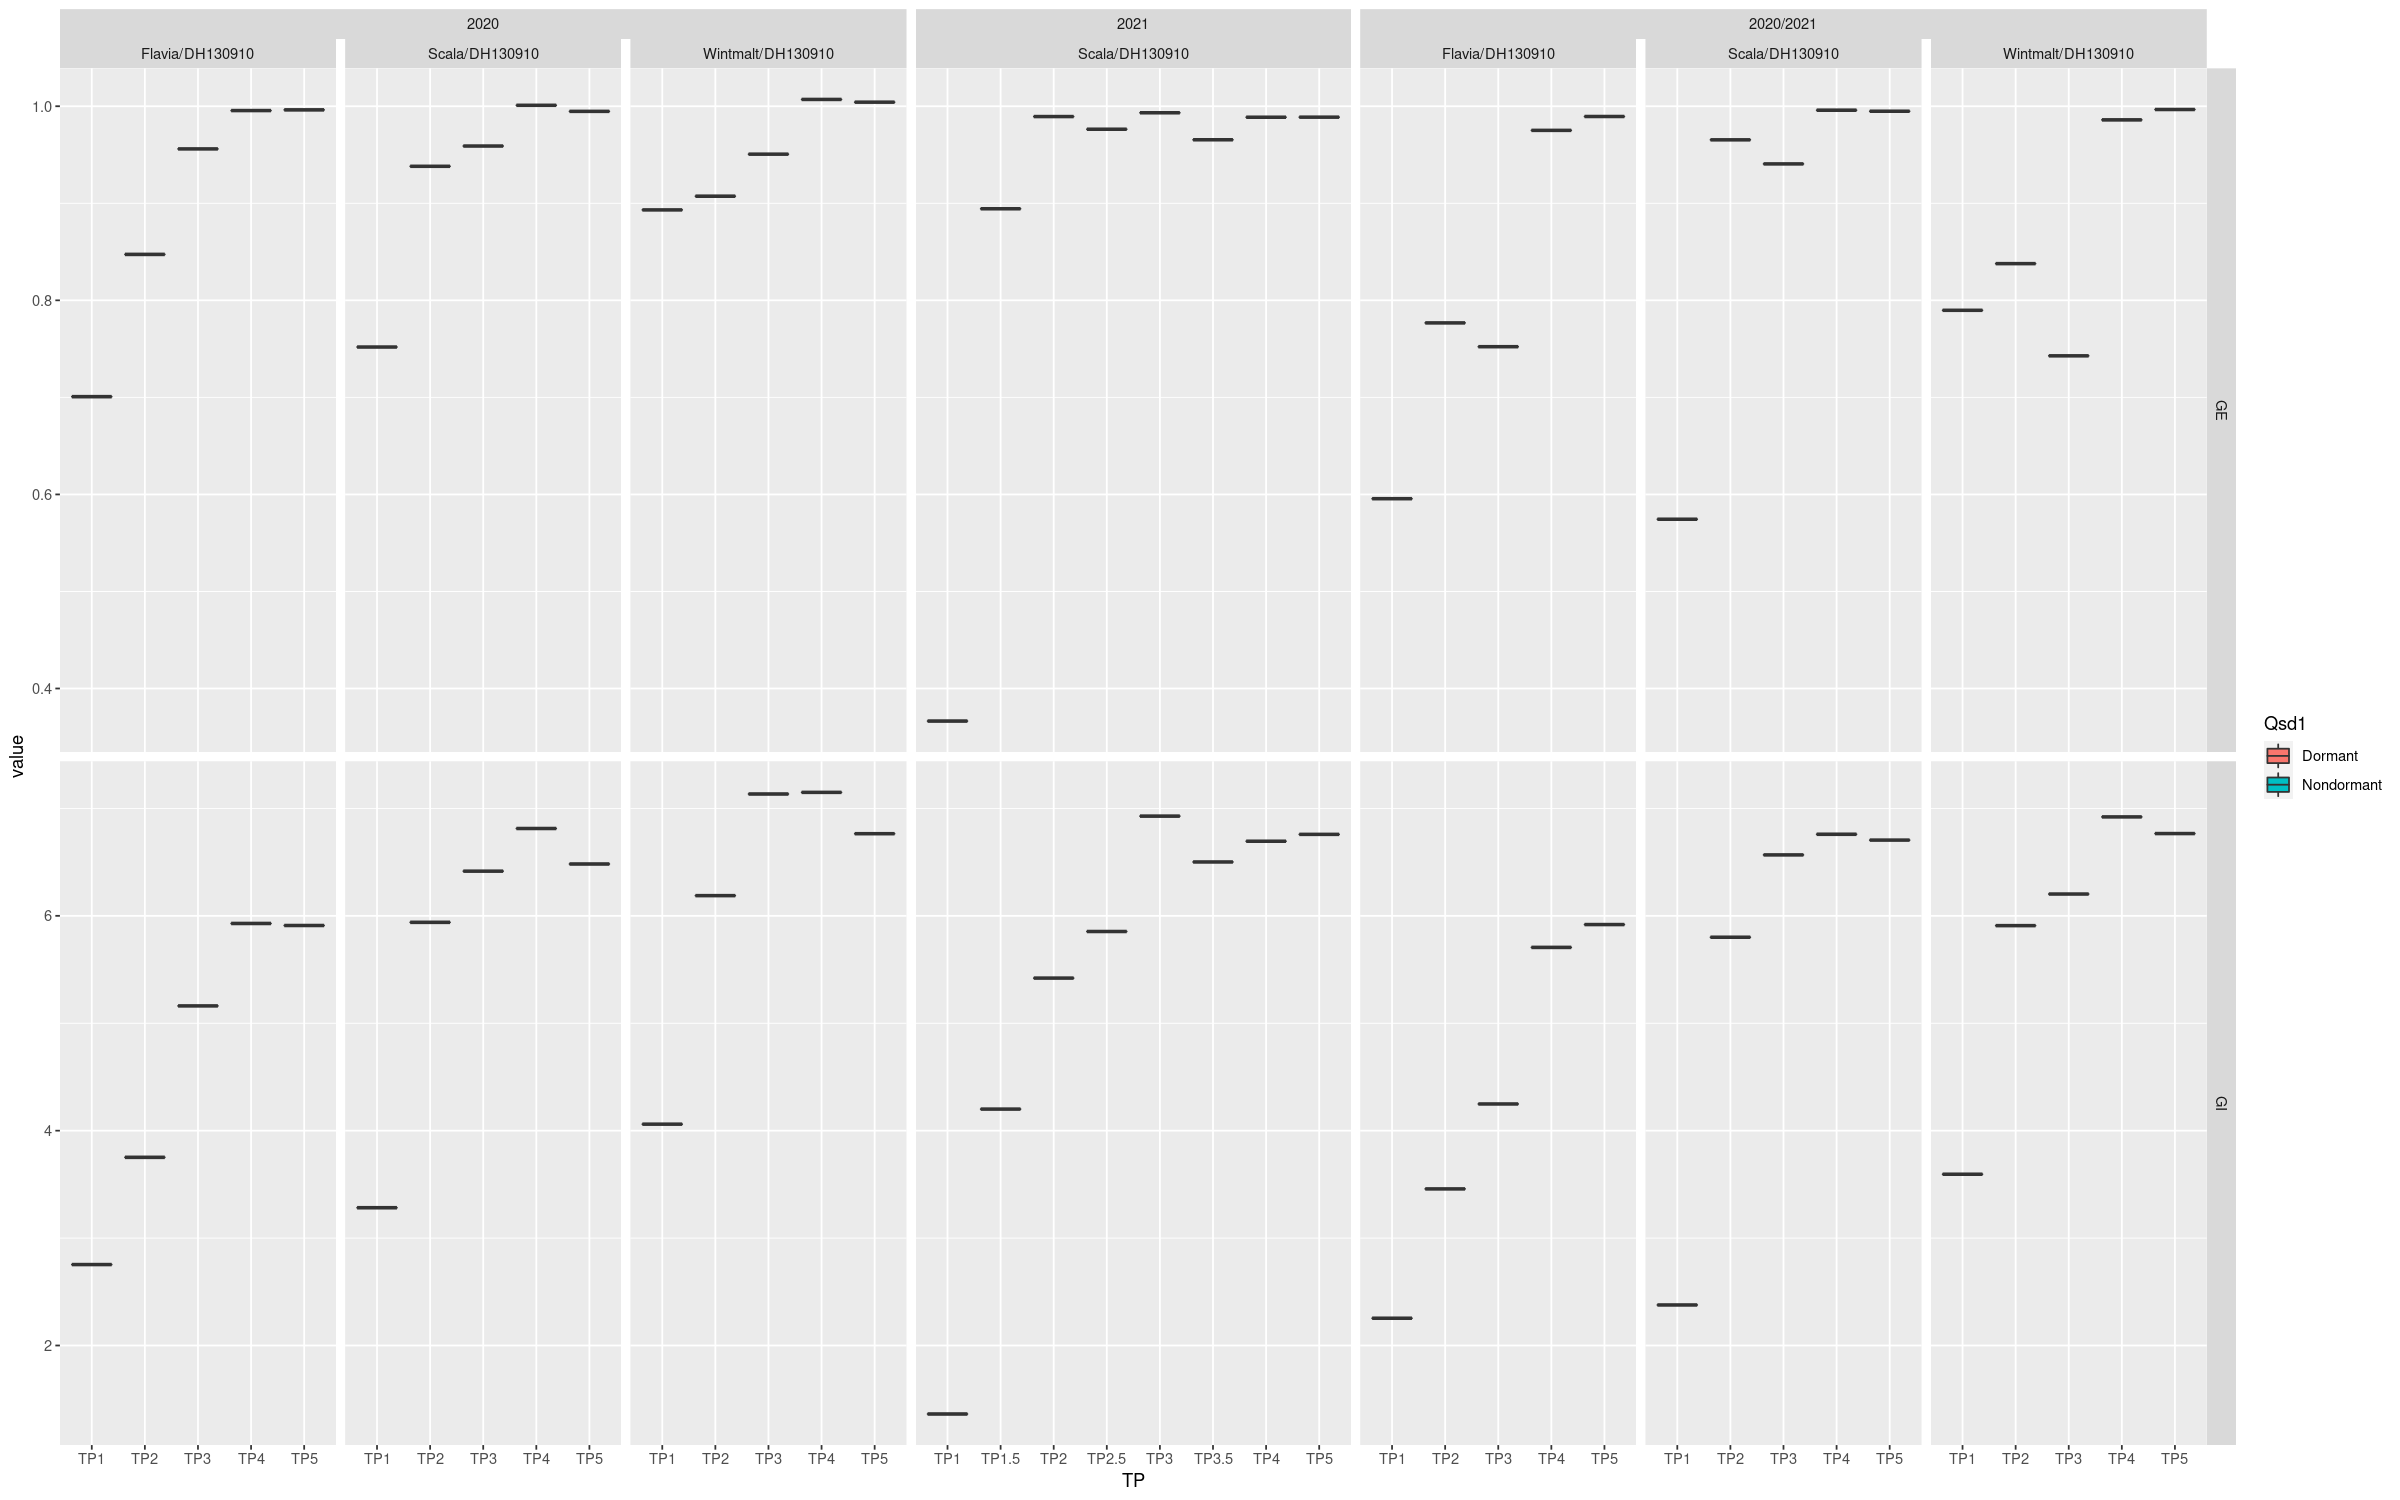 2020 2021 2020/2021
Flavia/DH130910 Scala/DH130910 Wintmalt/DH130910 Scala/DH130910 Flavia/DH130910 Scala/DH130910 Wintmalt/DH130910
1.0
0.8
0.6
0.4
GE
value
6
4
2
GI
TP1 TP2 TP3 TP4 TP5 TP1 TP2 TP3 TP4 TP5 TP1 TP2 TP3 TP4 TP5 TP1 TP1.5 TP2 TP2.5 TP3 TP3.5 TP4 TP5 TP1 TP2 TP3 TP4 TP5 TP1 TP2 TP3 TP4 TP5 TP1 TP2 TP3 TP4 TP5
TP
Qsd1
Dormant
Nondormant